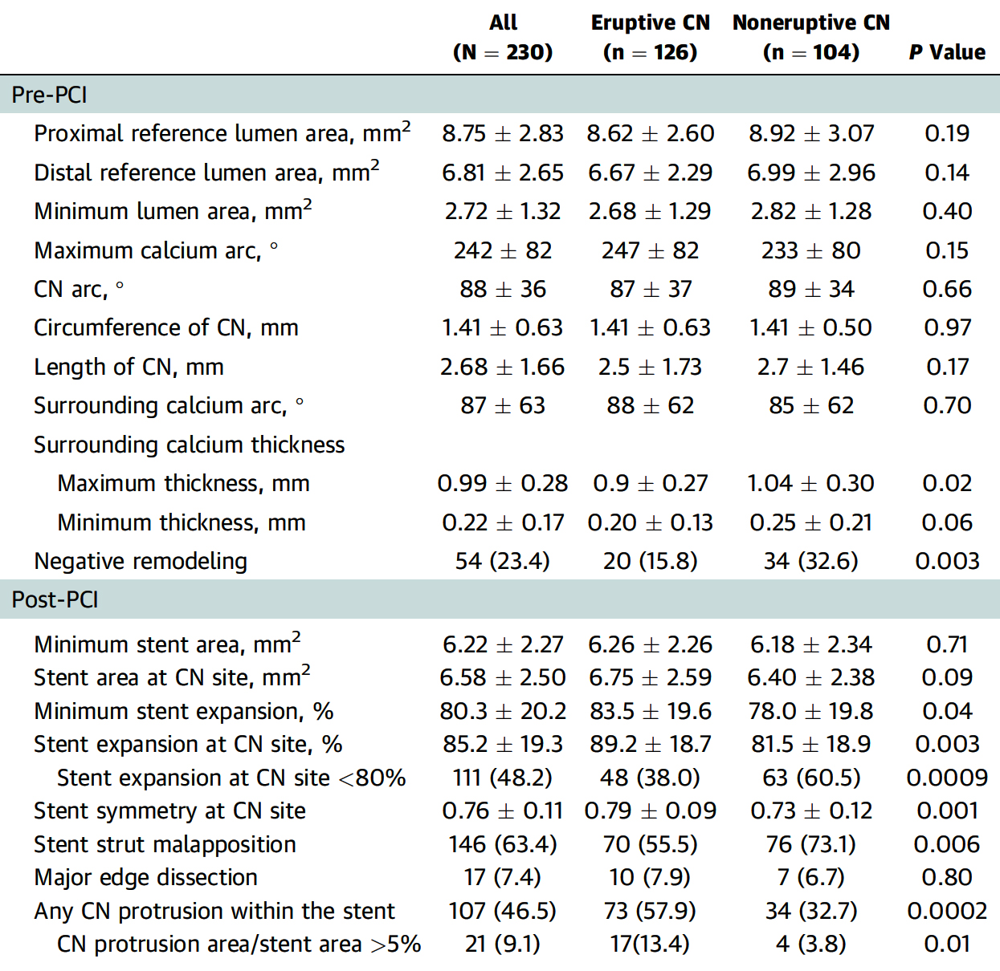 All Eruptive CN Noneruptive CN
(N = 230) (n = 126) (n = 104) P Value
Pre-PCI
Proximal reference lumen area, mm² 8.75 ± 2.83 8.62 ± 2.60 8.92 ± 3.07 0.19
Distal reference lumen area, mm² 6.81 ± 2.65 6.67 ± 2.29 6.99 ± 2.96 0.14
Minimum lumen area, mm² 2.72 ± 1.32 2.68 ± 1.29 2.82 ± 1.28 0.40
Maximum calcium arc, ° 242 ± 82 247 ± 82 233 ± 80 0.15
CN arc, ° 88 ± 36 87 ± 37 89 ± 34 0.66
Circumference of CN, mm 1.41 ± 0.63 1.41 ± 0.63 1.41 ± 0.50 0.97
Length of CN, mm 2.68 ± 1.66 2.5 ± 1.73 2.7 ± 1.46 0.17
Surrounding calcium arc, ° 87 ± 63 88 ± 62 85 ± 62 0.70
Surrounding calcium thickness
Maximum thickness, mm 0.99 ± 0.28 0.9 ± 0.27 1.04 ± 0.30 0.02
Minimum thickness, mm 0.22 ± 0.17 0.20 ± 0.13 0.25 ± 0.21 0.06
Negative remodeling 54 (23.4) 20 (15.8) 34 (32.6) 0.003
Post-PCI
Minimum stent area, mm² 6.22 ± 2.27 6.26 ± 2.26 6.18 ± 2.34 0.71
Stent area at CN site, mm² 6.58 ± 2.50 6.75 ± 2.59 6.40 ± 2.38 0.09
Minimum stent expansion, % 80.3 ± 20.2 83.5 ± 19.6 78.0 ± 19.8 0.04
Stent expansion at CN site, % 85.2 ± 19.3 89.2 ± 18.7 81.5 ± 18.9 0.003
Stent expansion at CN site <80% 111 (48.2) 48 (38.0) 63 (60.5) 0.0009
Stent symmetry at CN site 0.76 ± 0.11 0.79 ± 0.09 0.73 ± 0.12 0.001
Stent strut malapposition 146 (63.4) 70 (55.5) 76 (73.1) 0.006
Major edge dissection 17 (7.4) 10 (7.9) 7 (6.7) 0.80
Any CN protrusion within the stent 107 (46.5) 73 (57.9) 34 (32.7) 0.0002
CN protrusion area/stent area >5% 21 (9.1) 17(13.4) 4 (3.8) 0.01